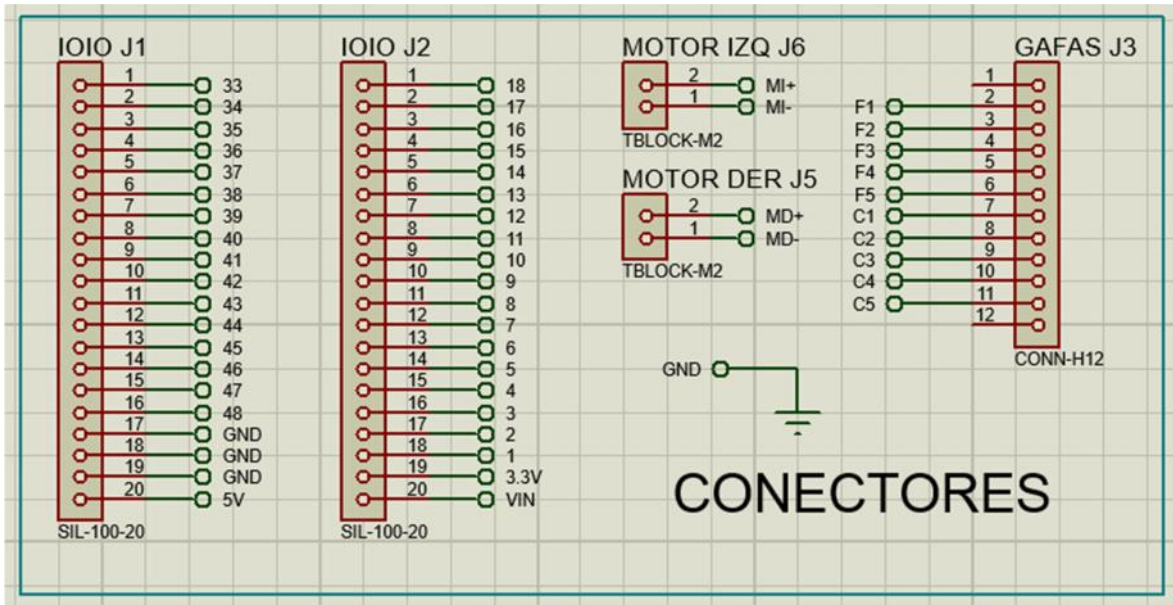 IOIO J1
1 33
2 34
3 35
4 36
5 37
6 38
7 39
8 40
9 41
10 42
11 43
12 44
13 45
14 46
15 47
16 48
17 GND
18 GND
19 GND
20 5V
SIL-100-20
IOIO J2
1 18
2 17
3 16
4 15
5 14
6 13
7 12
8 11
9 10
10 9
11 8
12 7
13 6
14 5
15 4
16 3
17 2
18 1
19 3.3V
20 VIN
SIL-100-20
MOTOR IZQ J6
2 MI+
1 MI-
TBLOCK-M2
MOTOR DER J5
2 MD+
1 MD-
TBLOCK-M2
GAFAS J3
1
F1 2
F2 3
F3 4
F4 5
F5 6
C1 7
C2 8
C3 9
C4 10
C5 11
12
CONN-H12
GND
CONECTORES